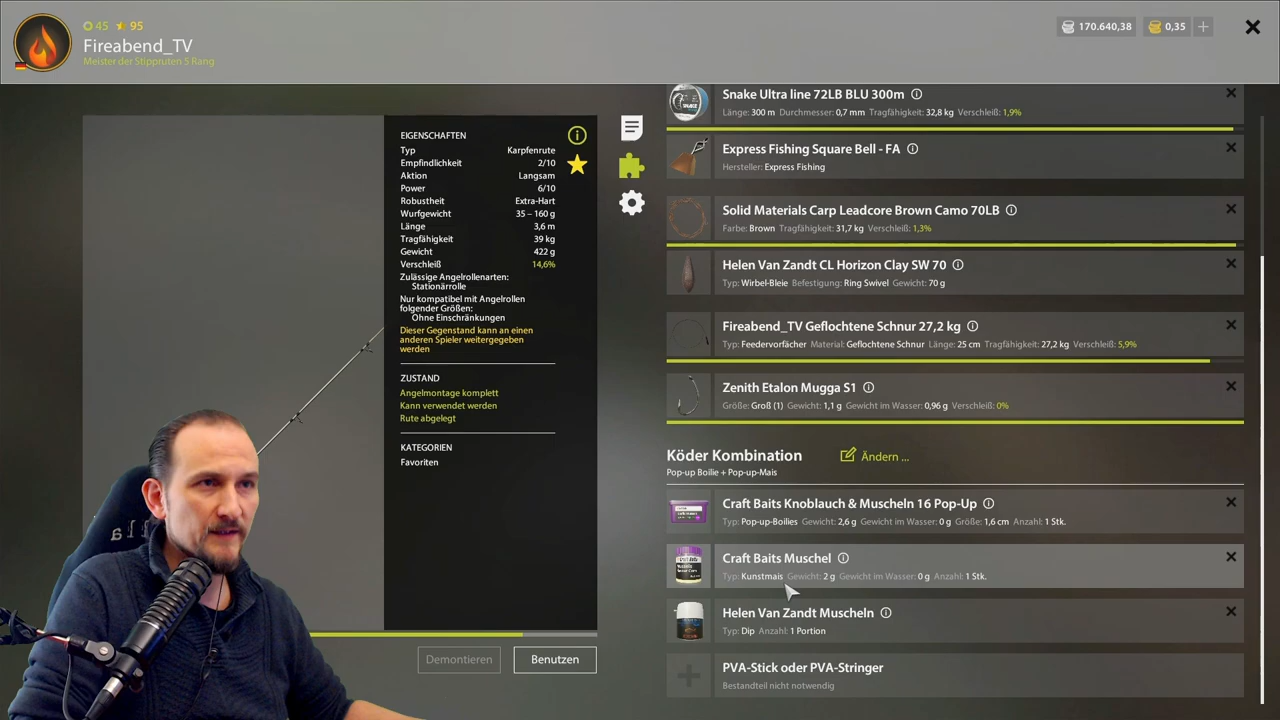 45 95
Fireabend_TV
Meister der Stippruten 5 Rang
170.640,38
0,35
EIGENSCHAFTEN
Typ Karpfenrute
Empfindlichkeit 2/10
Aktion Langsam
Power 6/10
Robustheit Extra-Hart
Wurfgewicht 35 – 160 g
Länge 3,6 m
Tragfähigkeit 39 kg
Gewicht 422 g
Verschleiß 14,6%
Zulässige Angelrollenarten:
Stationärrolle
Nur kompatibel mit Angelrollen
folgender Größen:
Ohne Einschränkungen
Dieser Gegenstand kann an einen
anderen Spieler weitergegeben
werden
ZUSTAND
Angelmontage komplett
Kann verwendet werden
Rute abgelegt
KATEGORIEN
Favoriten
Demontieren
Benutzen
Snake Ultra line 72LB BLU 300m
Länge: 300 m Durchmesser: 0,7 mm Tragfähigkeit: 32,8 kg Verschleiß: 1,9%
Express Fishing Square Bell - FA
Hersteller: Express Fishing
Solid Materials Carp Leadcore Brown Camo 70LB
Farbe: Brown Tragfähigkeit: 31,7 kg Verschleiß: 1,3%
Helen Van Zandt CL Horizon Clay SW 70
Typ: Wirbel-Bleie Befestigung: Ring Swivel Gewicht: 70 g
Fireabend_TV Geflochtene Schnur 27,2 kg
Typ: Feedervorfächer Material: Geflochtene Schnur Länge: 25 cm Tragfähigkeit: 27,2 kg Verschleiß: 5,9%
Zenith Etalon Mugga S1
Größe: Groß (1) Gewicht: 1,1 g Gewicht im Wasser: 0,96 g Verschleiß: 0%
Köder Kombination
Ändern ...
Pop-up Boilie + Pop-up-Mais
Craft Baits Knoblauch & Muscheln 16 Pop-Up
Typ: Pop-up-Boilies Gewicht: 2,6 g Gewicht im Wasser: 0 g Größe: 1,6 cm Anzahl: 1 Stk.
Craft Baits Muschel
Typ: Kunstmais Gewicht: 2 g Gewicht im Wasser: 0 g Anzahl: 1 Stk.
Helen Van Zandt Muscheln
Typ: Dip Anzahl: 1 Portion
PVA-Stick oder PVA-Stringer
Bestandteil nicht notwendig